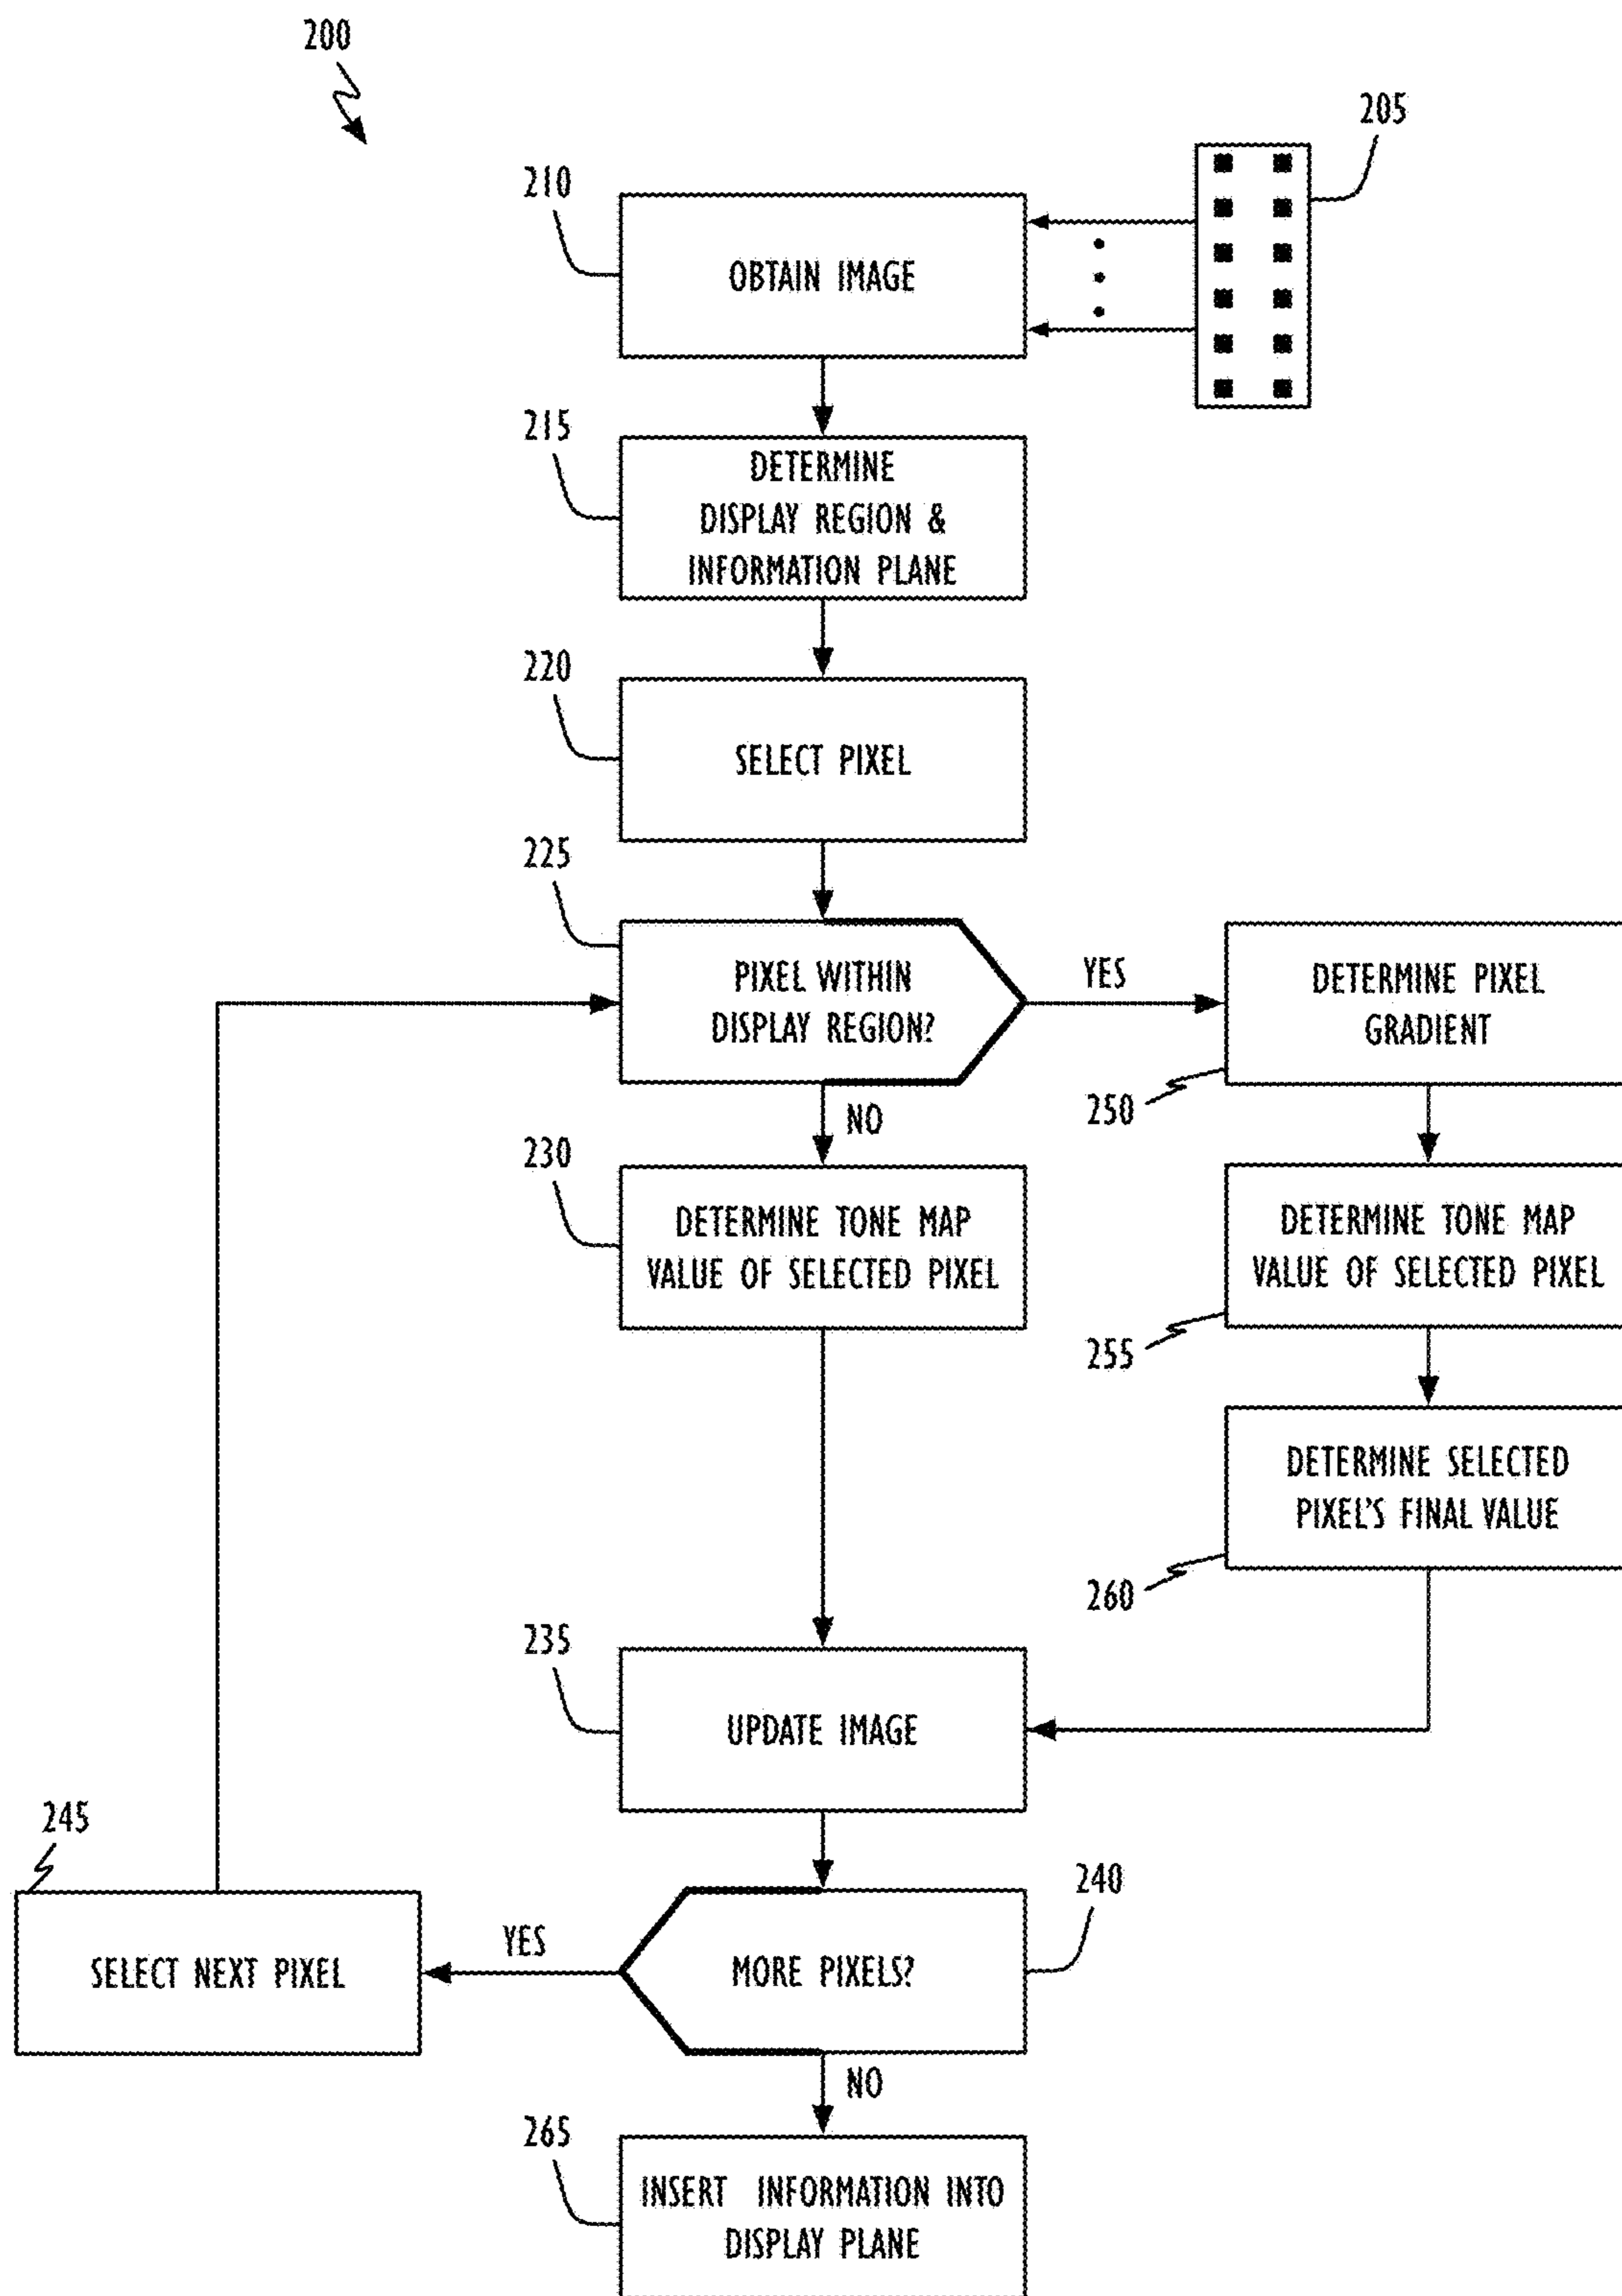 200
205
210
OBTAIN IMAGE
215
DETERMINE
DISPLAY REGION &
INFORMATION PLANE
220
SELECT PIXEL
225
PIXEL WITHIN
DISPLAY REGION?
YES
DETERMINE PIXEL
GRADIENT
250
NO
230
DETERMINE TONE MAP
VALUE OF SELECTED PIXEL
DETERMINE TONE MAP
VALUE OF SELECTED PIXEL
255
DETERMINE SELECTED
PIXEL'S FINAL VALUE
260
235
UPDATE IMAGE
245
SELECT NEXT PIXEL
YES
MORE PIXELS?
240
NO
265
INSERT INFORMATION INTO
DISPLAY PLANE